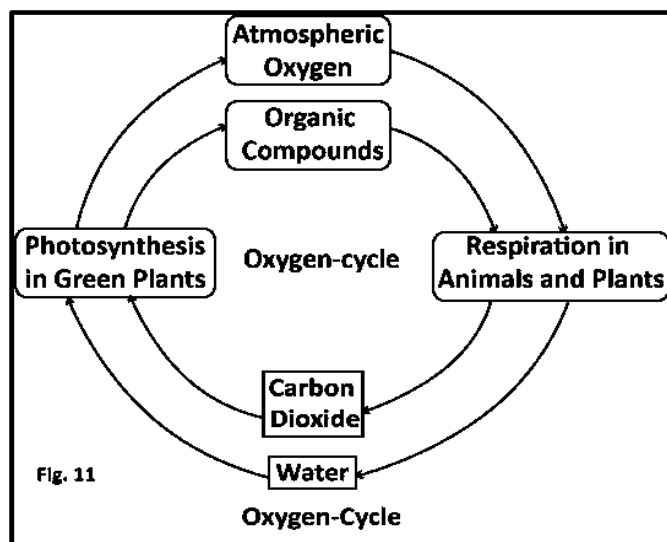 Atmospheric
Oxygen
Organic
Compounds
Photosynthesis
in Green Plants
Oxygen-cycle
Respiration in
Animals and Plants
Carbon
Dioxide
Water
Fig. 11
Oxygen-Cycle